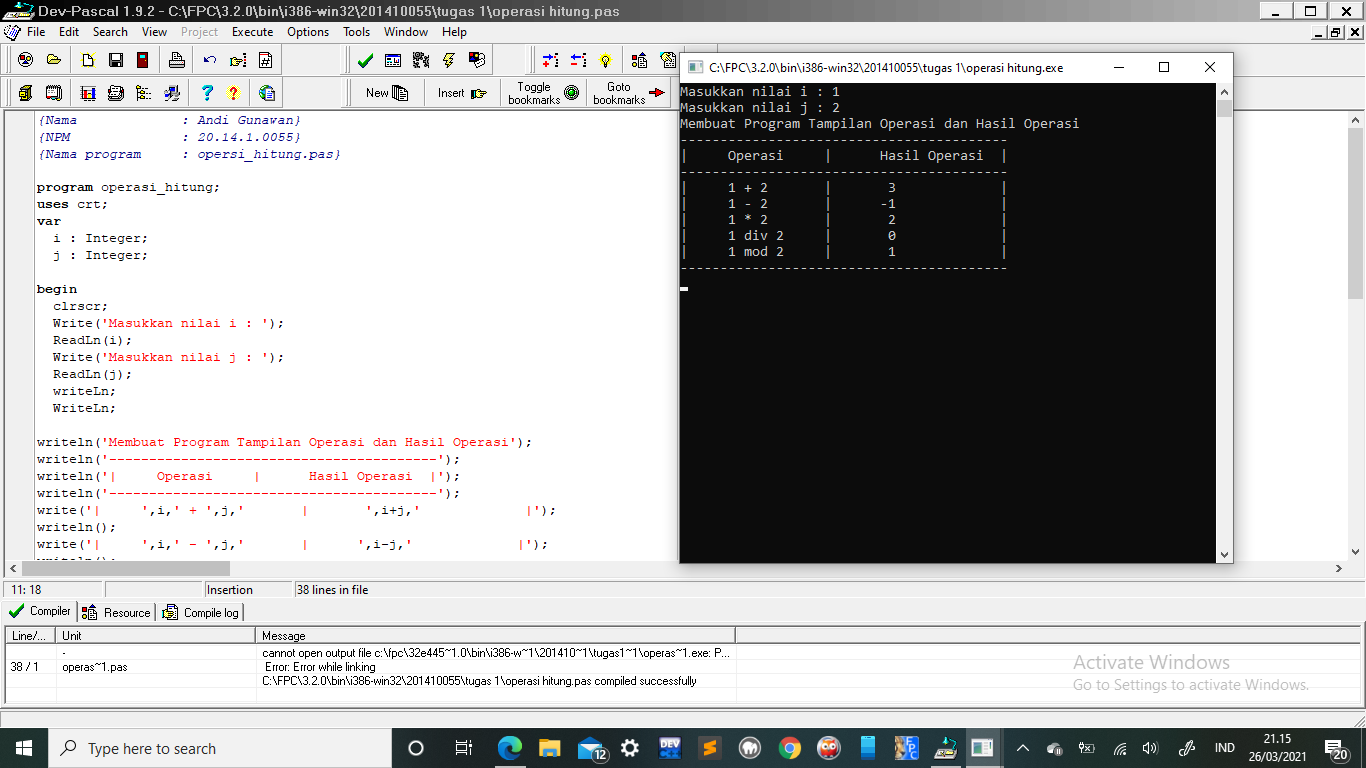 Dev-Pascal 1.9.2 - C:\FPC\3.2.0\bin\i386-win32\201410055\tugas 1\operasi hitung.pas
File Edit Search View Project Execute Options Tools Window Help
New Insert Toggle bookmarks Goto bookmarks
{Nama : Andi Gunawan}
{NPM : 20.14.1.0055}
{Nama program : opersi_hitung.pas}
program operasi_hitung;
uses crt;
var
i : Integer;
j : Integer;
begin
clrscr;
Write('Masukkan nilai i : ');
ReadLn(i);
Write('Masukkan nilai j : ');
ReadLn(j);
writeLn;
WriteLn;
writeln('Membuat Program Tampilan Operasi dan Hasil Operasi');
writeln('-----------------------------------------');
writeln('|     Operasi     |      Hasil Operasi  |');
writeln('-----------------------------------------');
write('|     ',i,' + ',j,'       |       ',i+j,'             |');
writeln();
write('|     ',i,' - ',j,'       |      ',i-j,'             |');
C:\FPC\3.2.0\bin\i386-win32\201410055\tugas 1\operasi hitung.exe
Masukkan nilai i : 1
Masukkan nilai j : 2
Membuat Program Tampilan Operasi dan Hasil Operasi
-----------------------------------------
|     Operasi     |      Hasil Operasi  |
-----------------------------------------
|     1 + 2       |       3             |
|     1 - 2       |      -1             |
|     1 * 2       |       2             |
|     1 div 2     |       0             |
|     1 mod 2     |       1             |
-----------------------------------------
11: 18 Insertion 38 lines in file
Compiler Resource Compile log
Line/... Unit Message
- cannot open output file c:\fpc\32e445~1.0\bin\i386-w~1\201410~1\tugas1~1\operas~1.exe: P...
38 / 1 operas~1.pas Error: Error while linking
C:\FPC\3.2.0\bin\i386-win32\201410055\tugas 1\operasi hitung.pas compiled successfully
Activate Windows
Go to Settings to activate Windows.
Type here to search
12
DEV
IND
21.15
26/03/2021
20